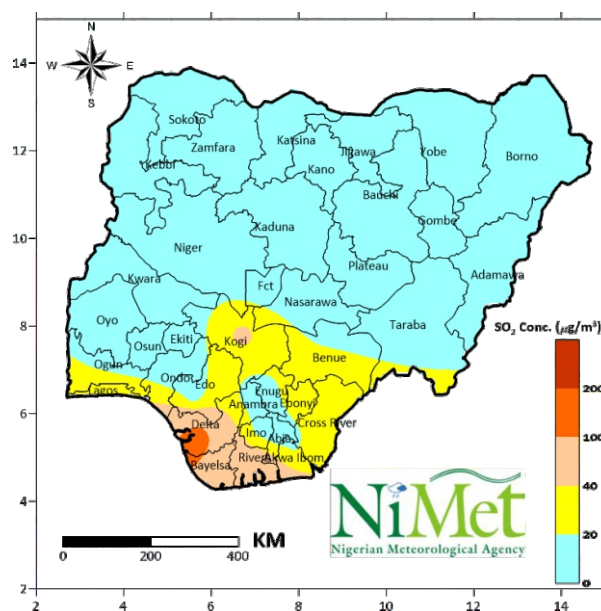 N
W E
S
14
12
10
8
6
4
2
2 4 6 8 10 12 14
Sokoto
Zamfara
Katsina
Jigawa
Yobe
Borno
Kebbi
Kano
Bauchi
Gombe
Kaduna
Niger
Plateau
Adamawa
Fct
Nasarawa
Kwara
Taraba
Oyo
Osun
Ekiti
Kogi
Benue
Ogun
Ondo
Edo
Enugu
Lagos
Anambra
Ebonyi
Cross River
Delta
Imo
Abia
Bayelsa
Rivers
Akwa Ibom
SO₂ Conc. (µg/m³)
200
100
40
20
0
KM
0 200 400
NiMet
Nigerian Meteorological Agency